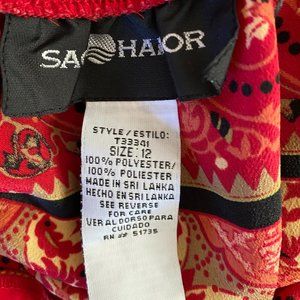 SAG HARBOR
STYLE / ESTILO:
T33341
SIZE: 12
100% POLYESTER/
100% POLIESTER
MADE IN SRI LANKA
HECHO EN SRI LANKA
SEE REVERSE
FOR CARE
VER AL DORSO PARA
CUIDADO
RN ## 51735